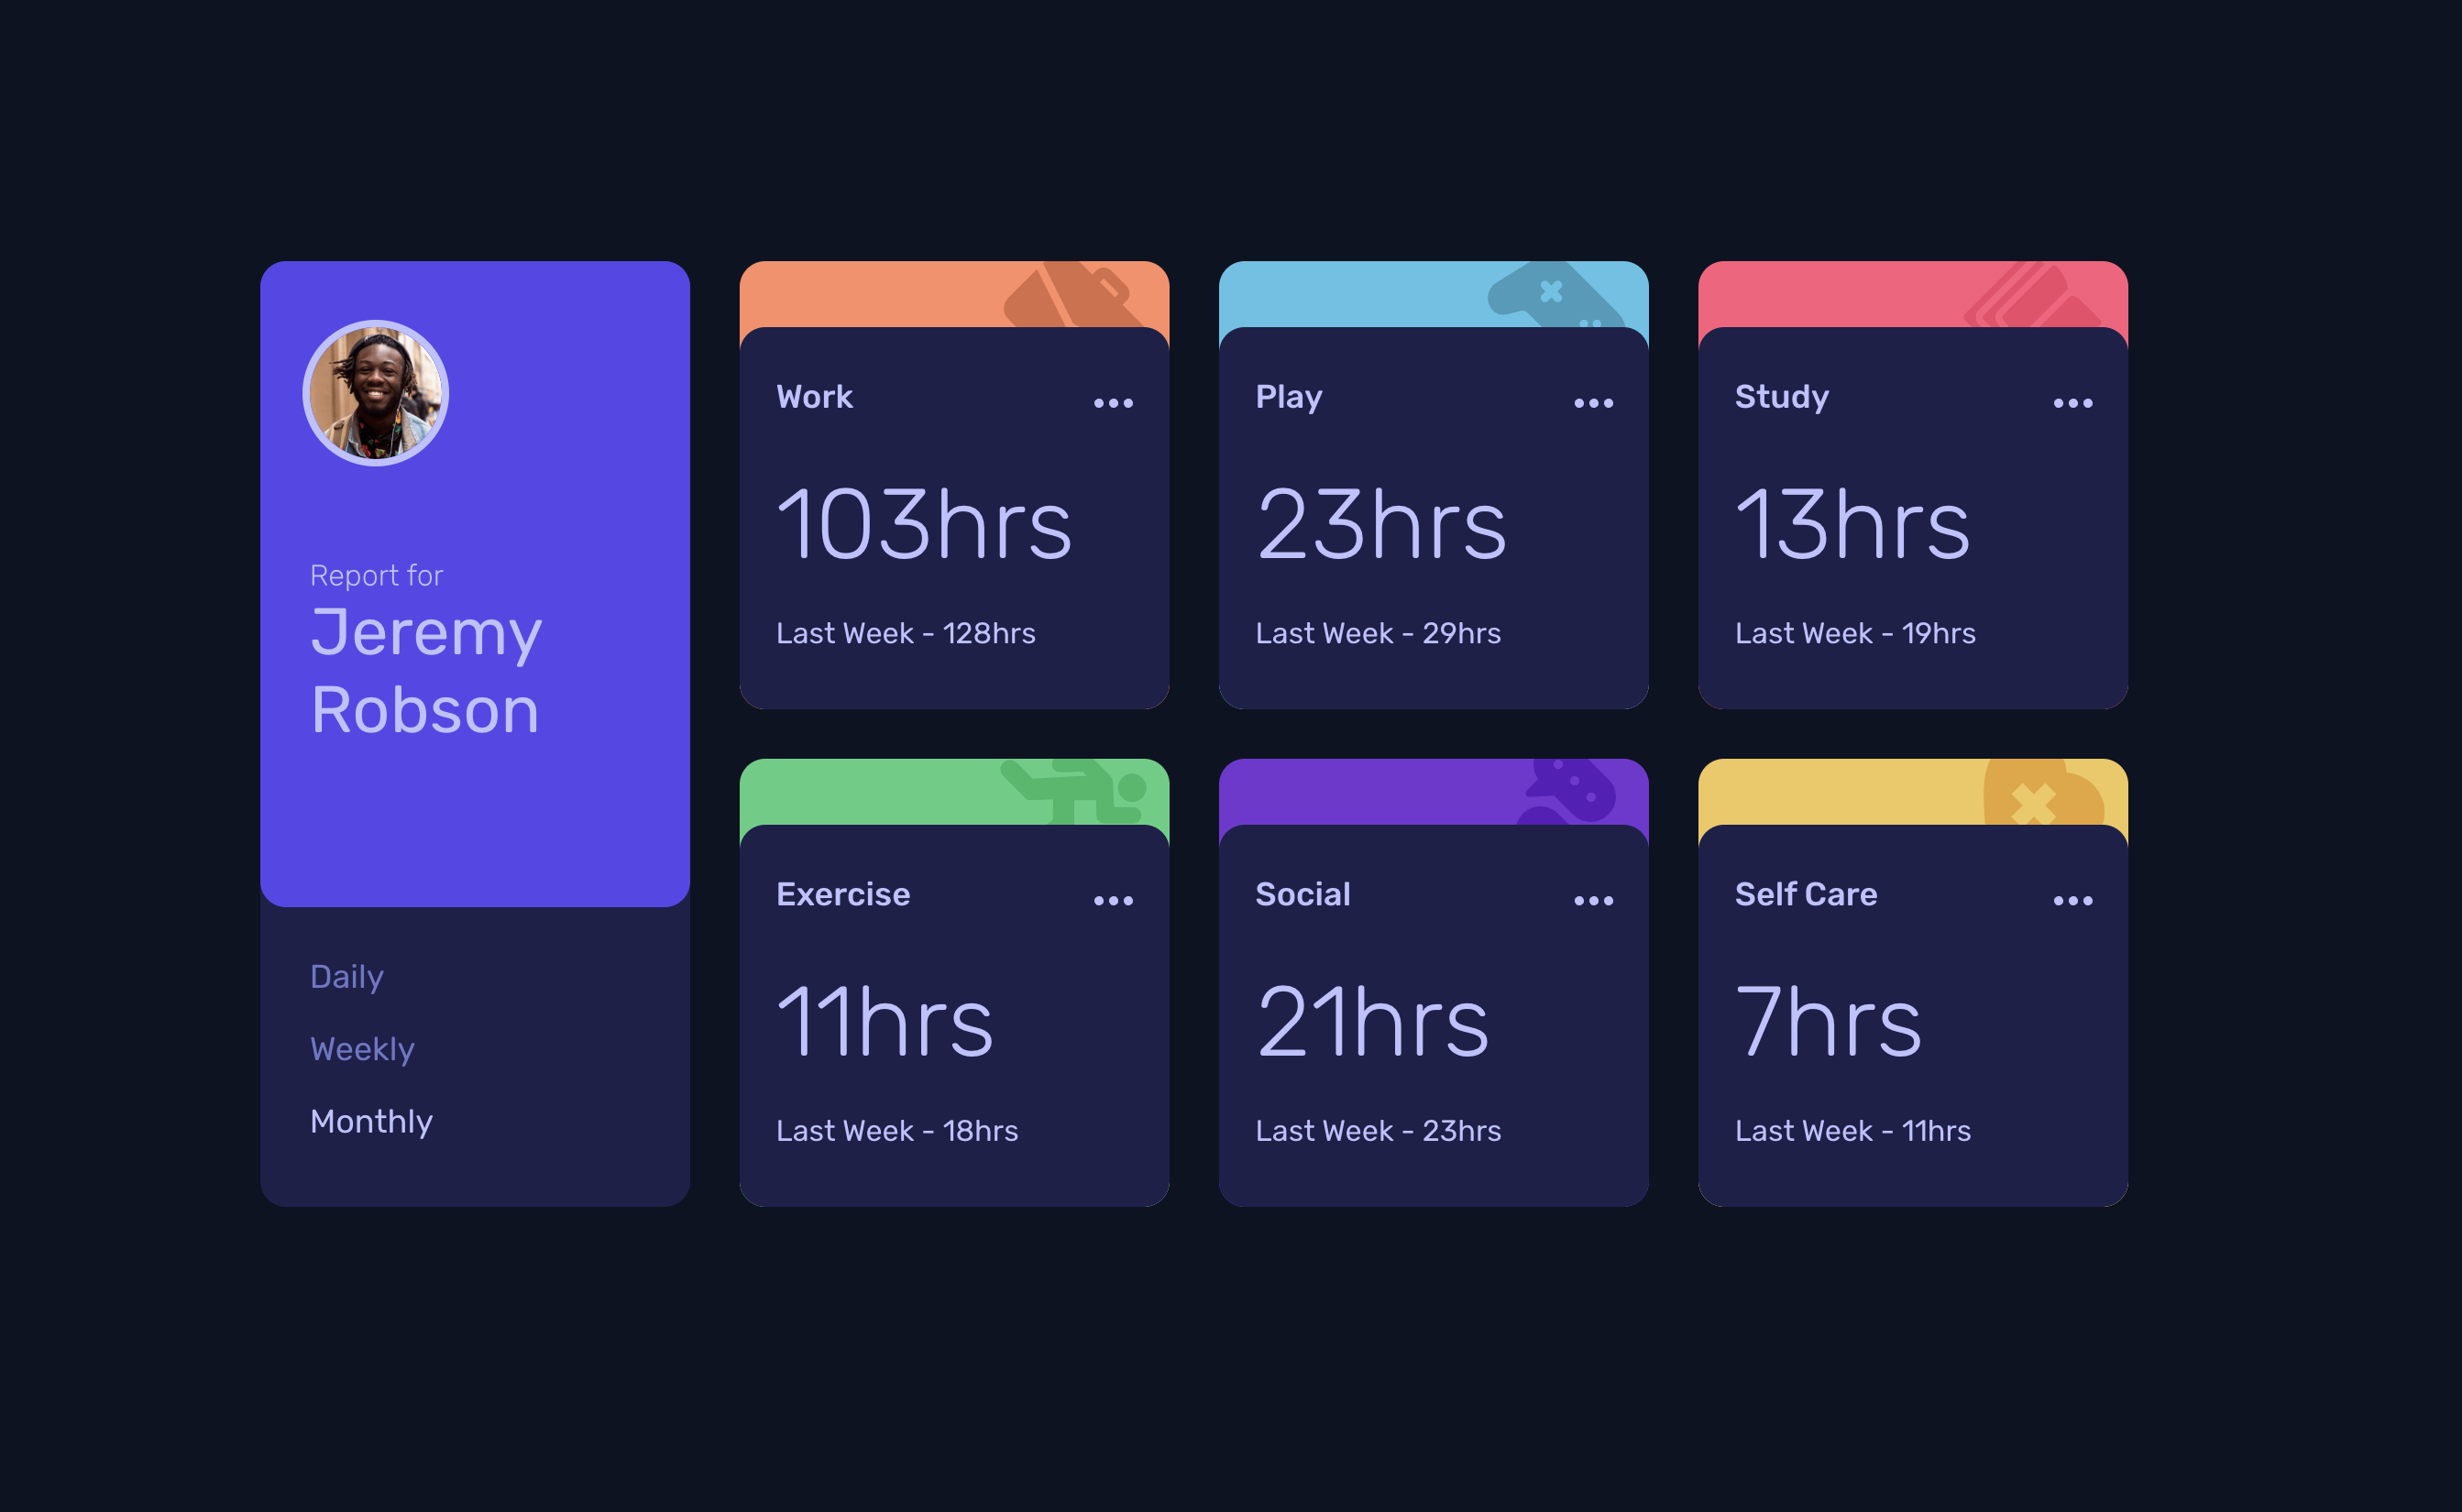 Report for
Jeremy
Robson
Daily
Weekly
Monthly
Work
103hrs
Last Week - 128hrs
Play
23hrs
Last Week - 29hrs
Study
13hrs
Last Week - 19hrs
Exercise
11hrs
Last Week - 18hrs
Social
21hrs
Last Week - 23hrs
Self Care
7hrs
Last Week - 11hrs